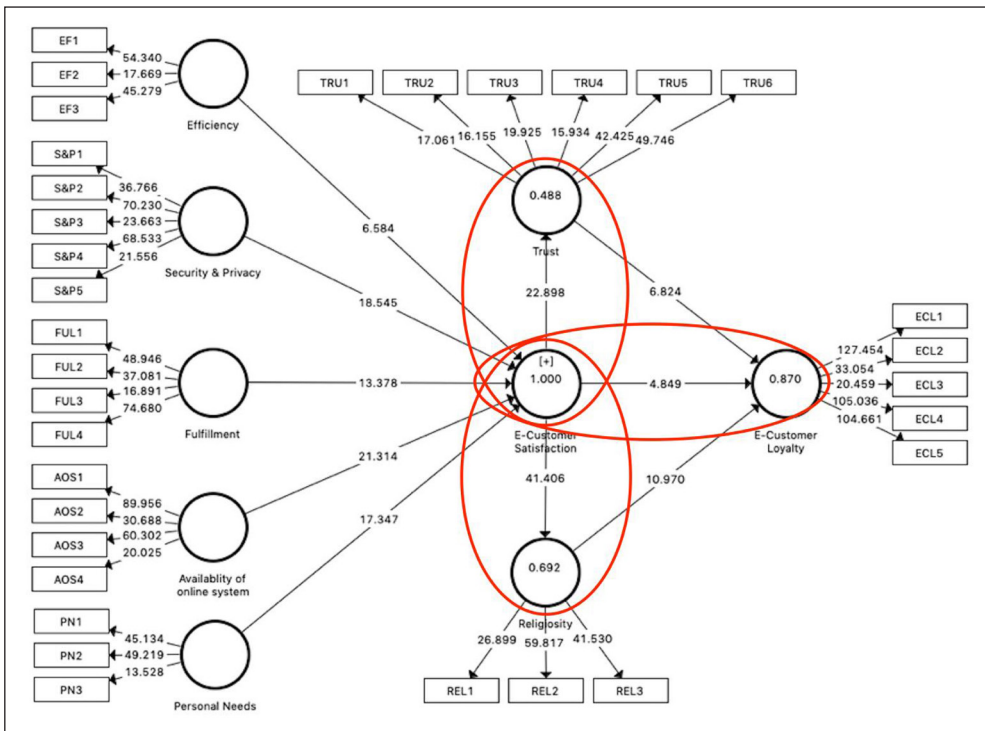 EF1
54.340
EF2
17.669
EF3
45.279
Efficiency
S&P1
36.766
S&P2
70.230
S&P3
23.663
S&P4
68.533
21.556
S&P5
Security & Privacy
FUL1
48.946
FUL2
37.081
FUL3
16.891
74.680
FUL4
Fulfillment
AOS1
89.956
AOS2
30.688
AOS3
60.302
20.025
AOS4
Availablity of
online system
PN1
45.134
PN2
49.219
13.528
PN3
Personal Needs
6.584
18.545
13.378
21.314
17.347
TRU1
TRU2
TRU3
TRU4
TRU5
TRU6
17.061
16.155
19.925
15.934
42.425
49.746
0.488
Trust
22.898
6.824
[+]
1.000
E-Customer
Satisfaction
4.849
41.406
10.970
0.692
Religiosity
26.899
59.817
41.530
REL1
REL2
REL3
0.870
E-Customer
Loyalty
ECL1
127.454
ECL2
33.054
20.459
ECL3
105.036
ECL4
104.661
ECL5